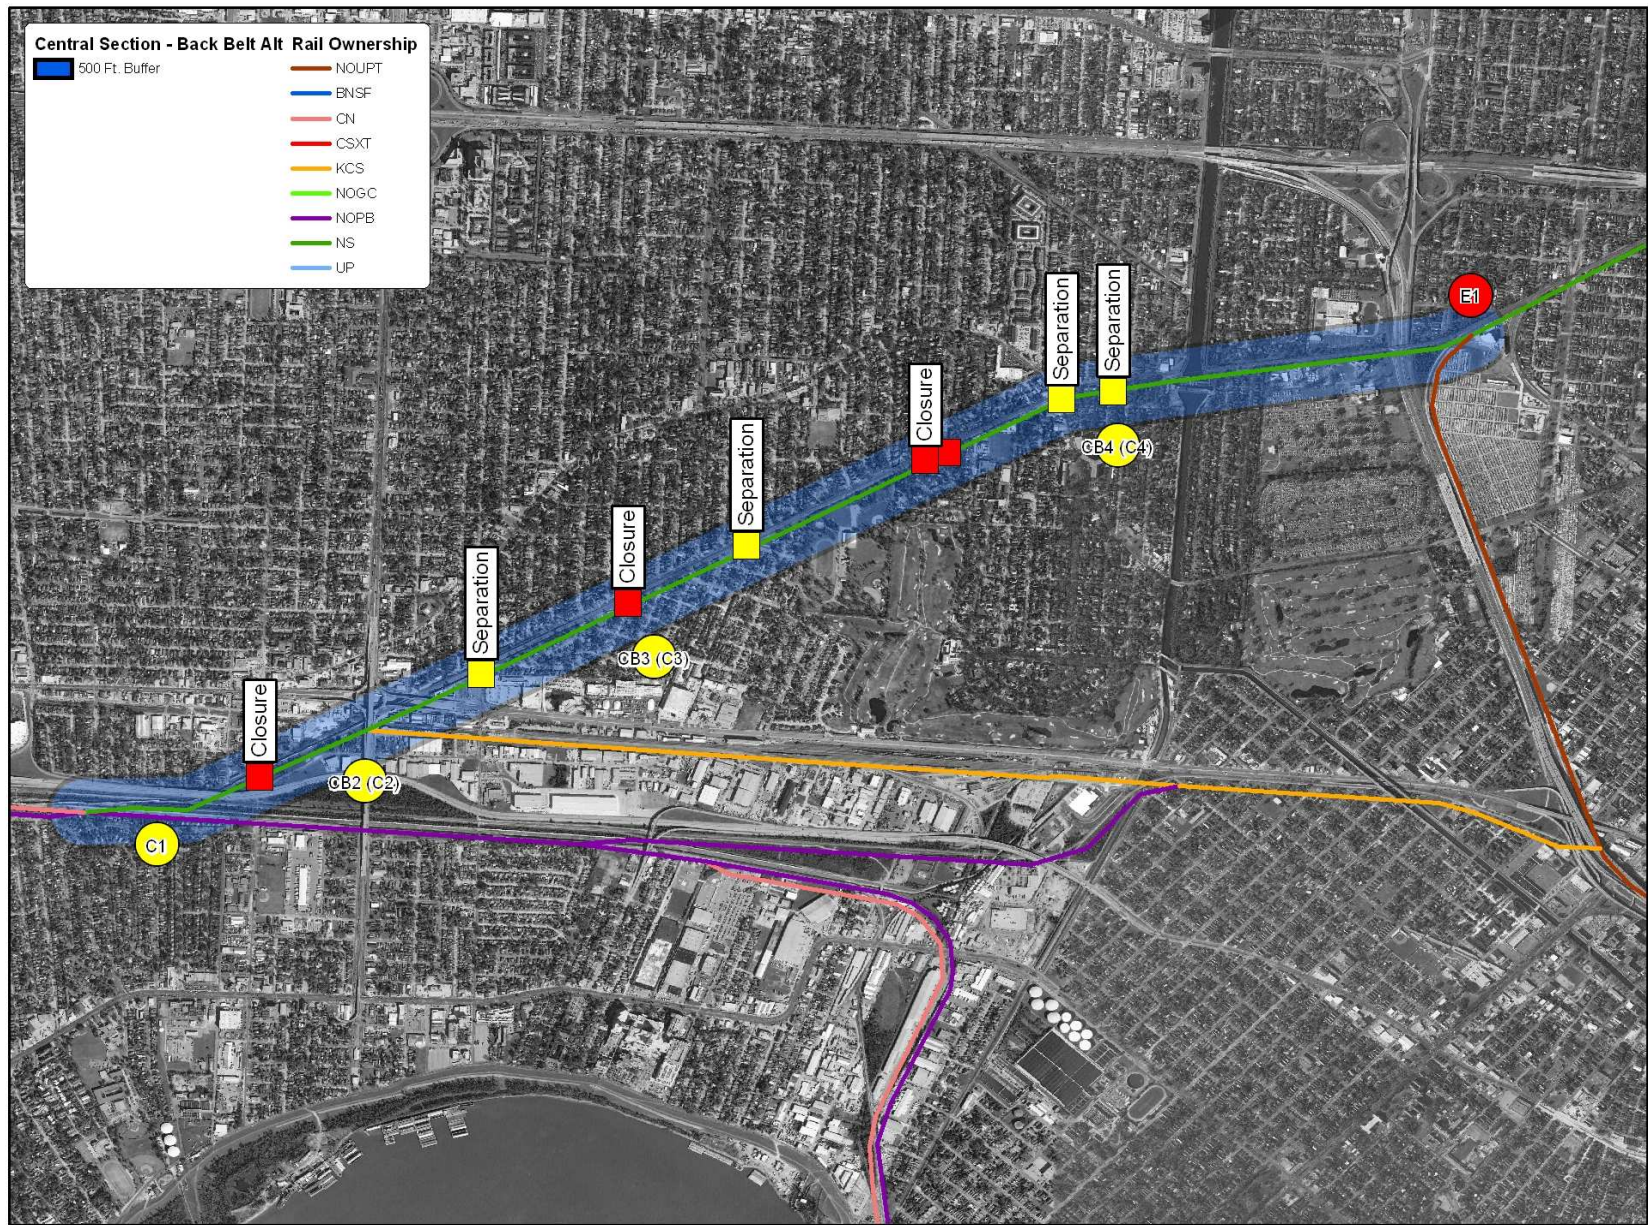 Central Section - Back Belt Alt Rail Ownership
500 Ft. Buffer
NOUPT
BNSF
CN
CSXT
KCS
NOGC
NOPB
NS
UP
E1
Separation
Separation
Closure
CB4 (C4)
Separation
Closure
Separation
CB3 (C3)
Closure
CB2 (C2)
C1